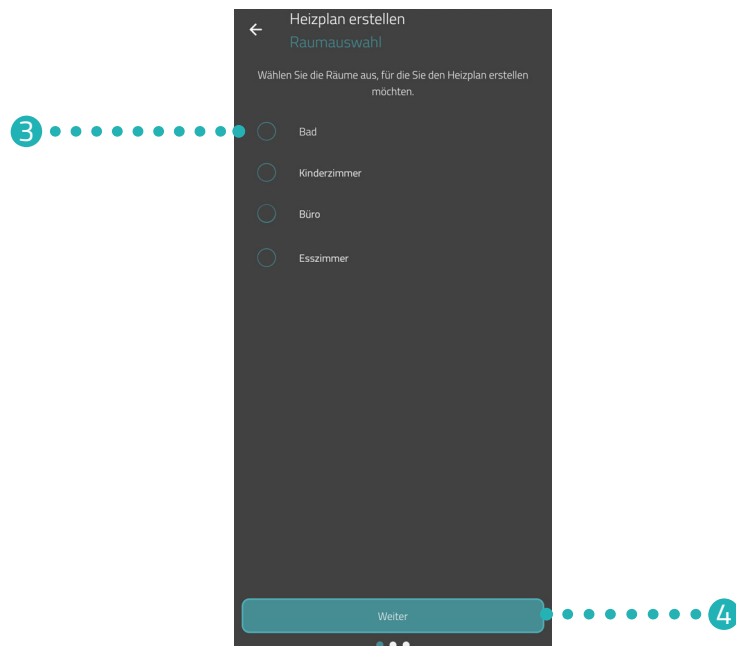 Heizplan erstellen
Raumauswahl
Wählen Sie die Räume aus, für die Sie den Heizplan erstellen
möchten.
3
Bad
Kinderzimmer
Büro
Esszimmer
Weiter
4